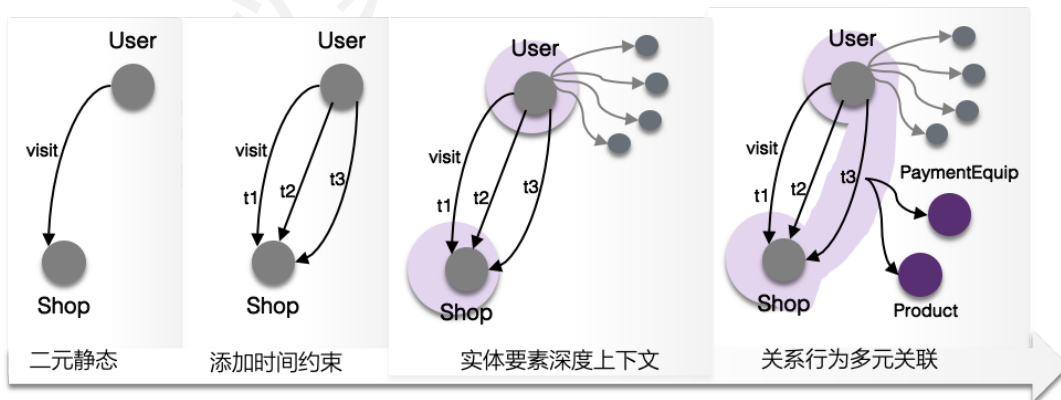 User
visit
Shop
二元静态
User
visit
t1
t2
t3
Shop
添加时间约束
User
visit
t1
t2
t3
Shop
实体要素深度上下文
User
visit
t1
t2
t3
PaymentEquip
Product
Shop
关系行为多元关联